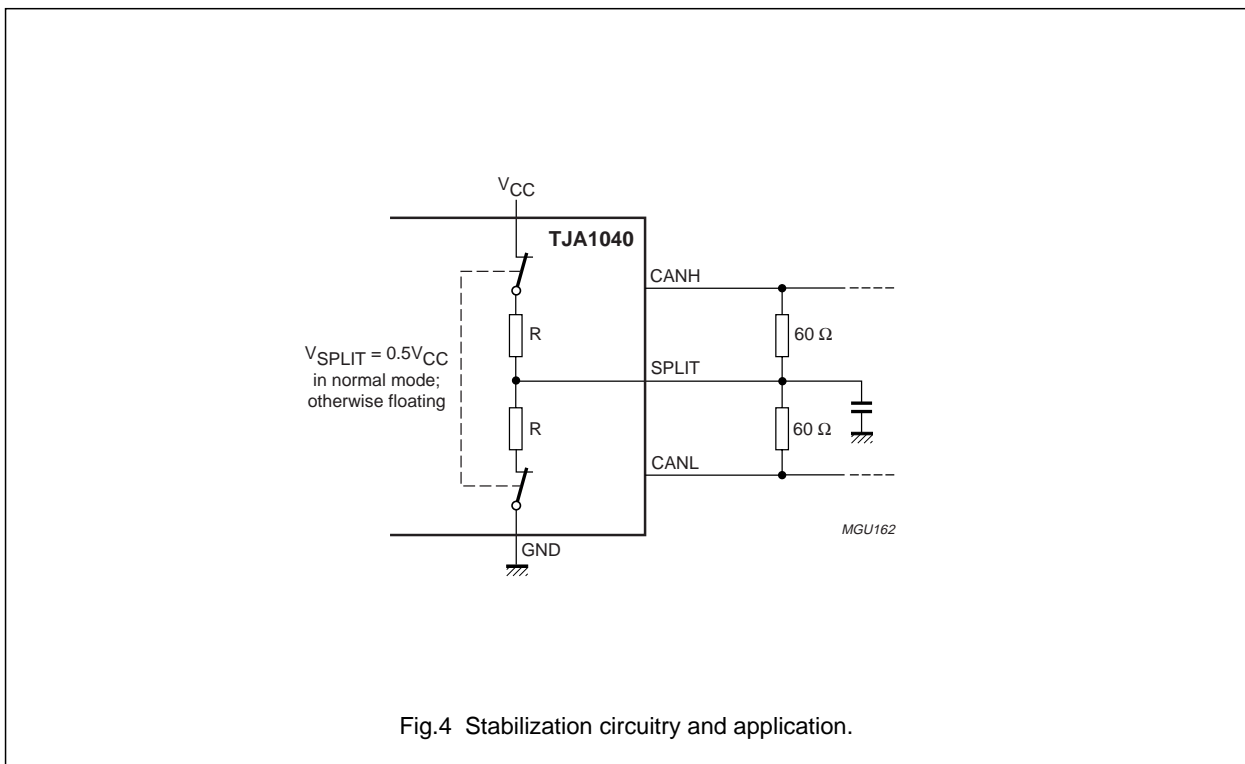 VCC
TJA1040
CANH
R
60 Ω
VSPLIT = 0.5VCC
in normal mode;
otherwise floating
SPLIT
R
60 Ω
CANL
MGU162
GND
Fig.4 Stabilization circuitry and application.